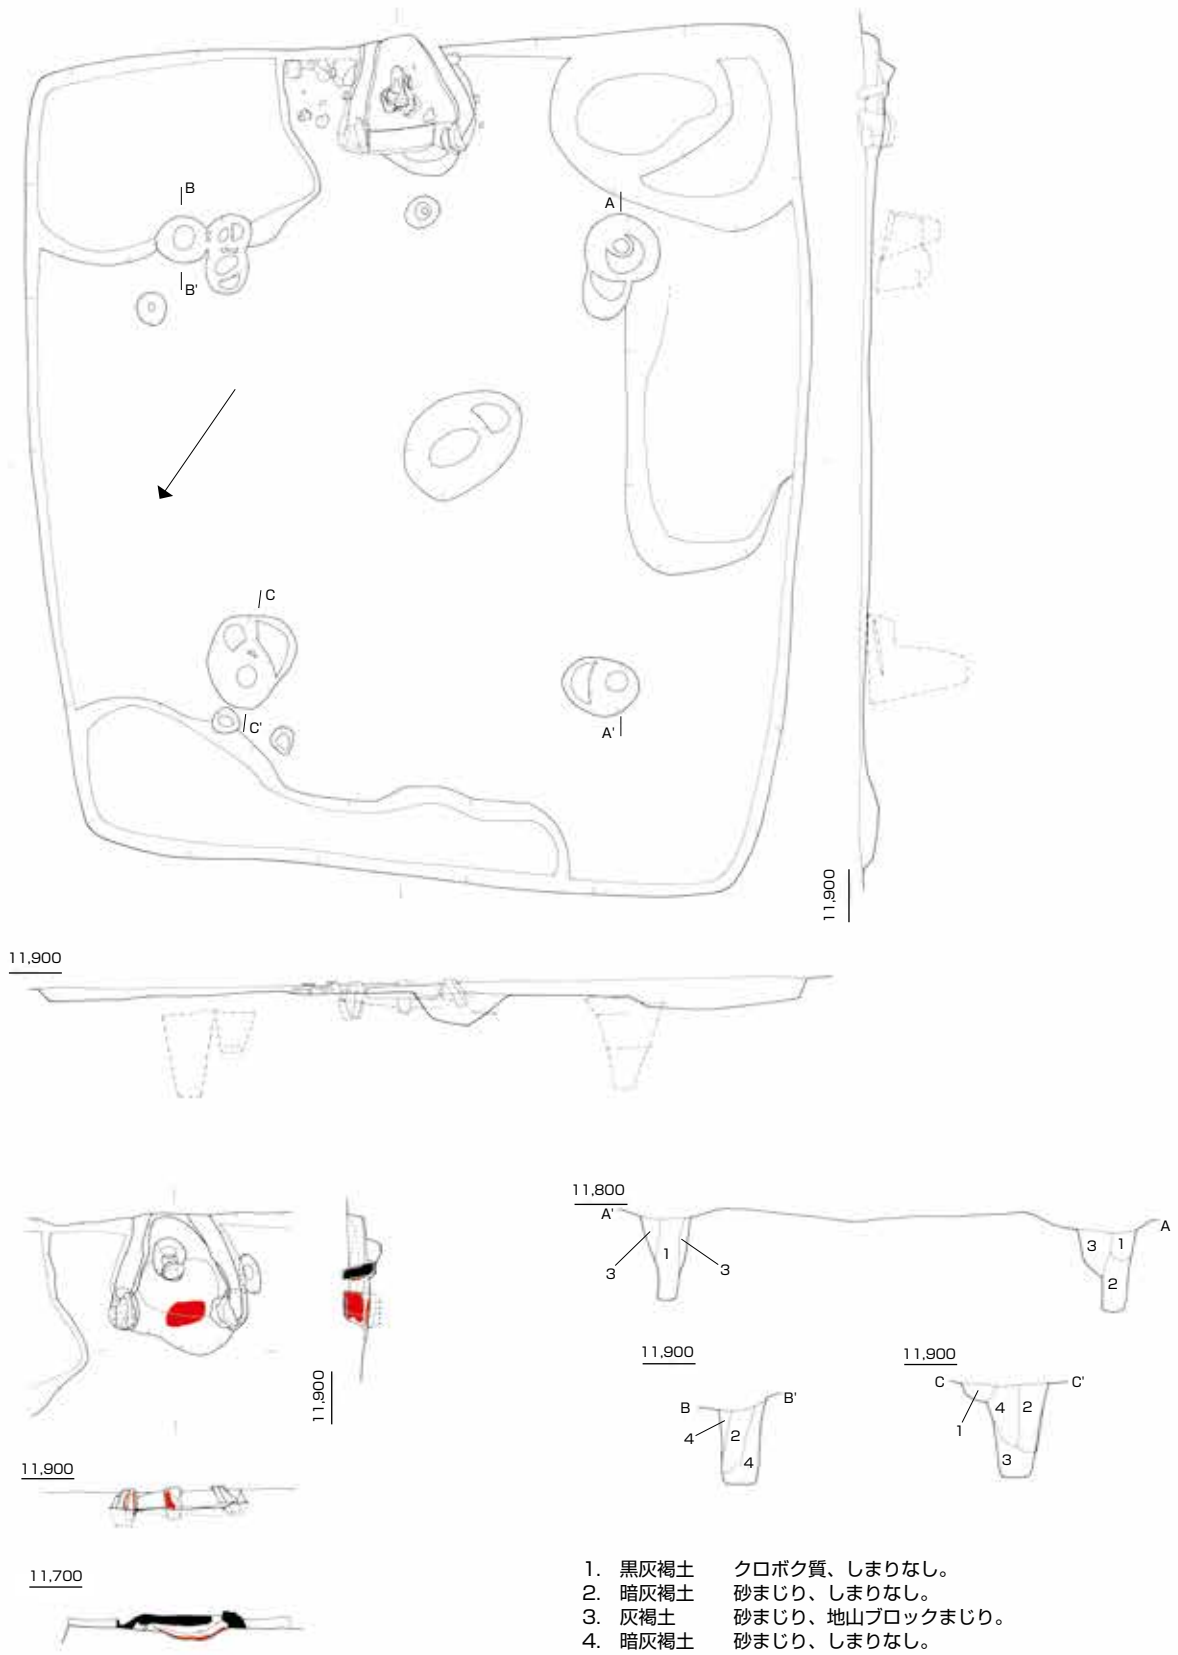 B
A
B'
C
C'
A'
11,900
11,900
11,800
A'
A
3
1
3
3
1
2
11,900
11,900
11,900
B
B'
4
2
4
C
C'
1
4
2
3
11,900
11,700
1. 黒灰褐土 クロボク質、しまりなし。
2. 暗灰褐土 砂まじり、しまりなし。
3. 灰褐土 砂まじり、地山ブロックまじり。
4. 暗灰褐土 砂まじり、しまりなし。